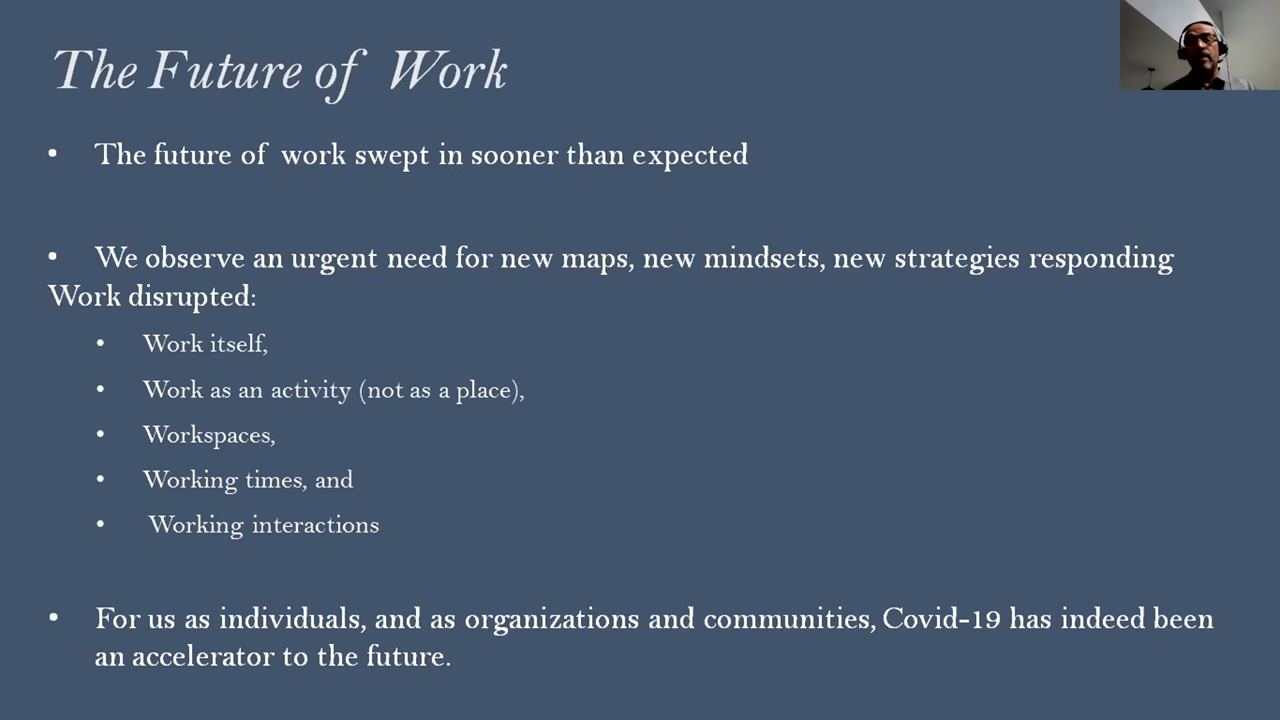 The Future of Work
• The future of work swept in sooner than expected
• We observe an urgent need for new maps, new mindsets, new strategies responding
Work disrupted:
• Work itself,
• Work as an activity (not as a place),
• Workspaces,
• Working times, and
• Working interactions
• For us as individuals, and as organizations and communities, Covid-19 has indeed been
an accelerator to the future.